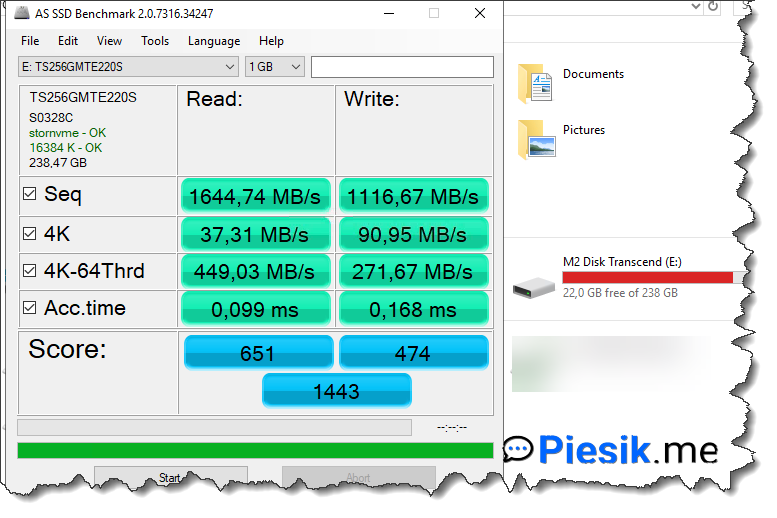 AS SSD Benchmark 2.0.7316.34247
File Edit View Tools Language Help
E: TS256GMTE220S 1 GB
TS256GMTE220S
S0328C
stornvme - OK
16384 K - OK
238,47 GB
Read: Write:
Seq 1644,74 MB/s 1116,67 MB/s
4K 37,31 MB/s 90,95 MB/s
4K-64Thrd 449,03 MB/s 271,67 MB/s
Acc.time 0,099 ms 0,168 ms
Score: 651 474
1443
--:--:--
Start Abort
Documents
Pictures
M2 Disk Transcend (E:)
22,0 GB free of 238 GB
Piesik.me